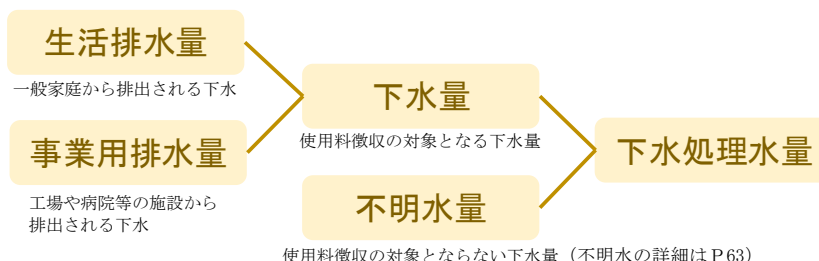 生活排水量
一般家庭から排出される下水
事業用排水量
工場や病院等の施設から
排出される下水
下水量
使用料徴収の対象となる下水量
不明水量
使用料徴収の対象とならない下水量（不明水の詳細はＰ63）
下水処理水量